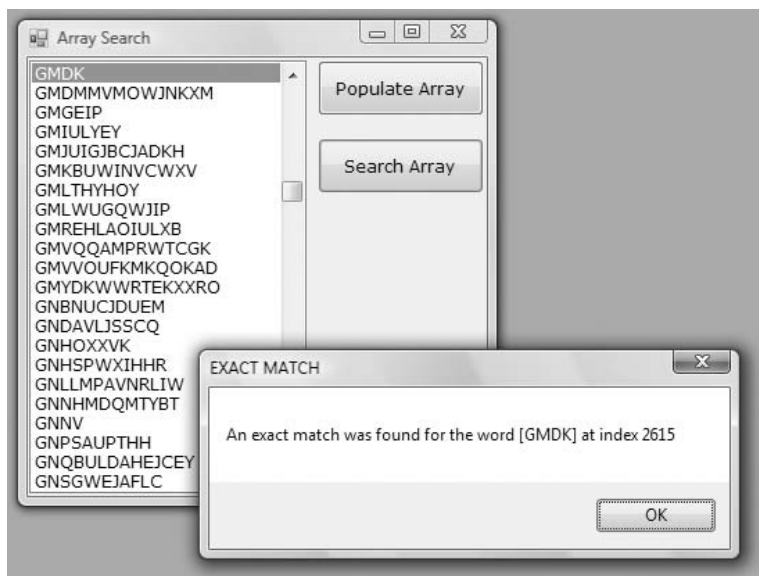 Array Search
GMDK
GMDMMVMOWJNKXM
GMGEIP
GMIULYEY
GMJUIGJBCJADKH
GMKBUWINVCWXV
GMLTHYHOY
GMLWUGQWJIP
GMREHLAOIULXB
GMVQQAMPRWTCGK
GMVVOUFKMKQOKAD
GMYDKWWRTEKXXRO
GNBNUCJDUEM
GNDAVLJSSCQ
GNHOXXVK
GNHSPWXIHHR
GNLLMPAVNRLIW
GNNHMDQMTYBT
GNNV
GNPSAUPTHH
GNQBULDAHEJCEY
GNSGWEJAFLC
Populate Array
Search Array
EXACT MATCH
An exact match was found for the word [GMDK] at index 2615
OK